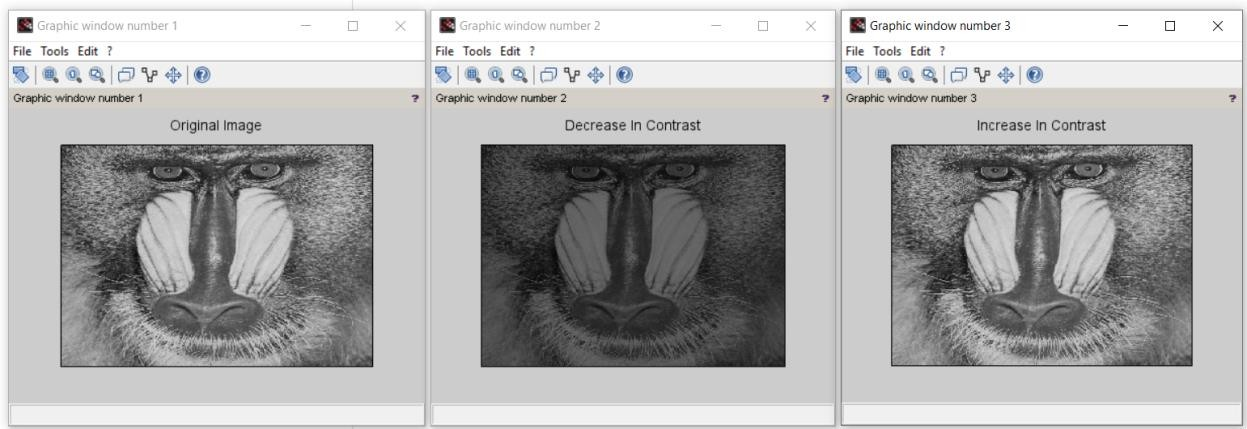 Graphic window number 1
File Tools Edit ?
Graphic window number 1 ?
Original Image
Graphic window number 2
File Tools Edit ?
Graphic window number 2 ?
Decrease In Contrast
Graphic window number 3
File Tools Edit ?
Graphic window number 3 ?
Increase In Contrast